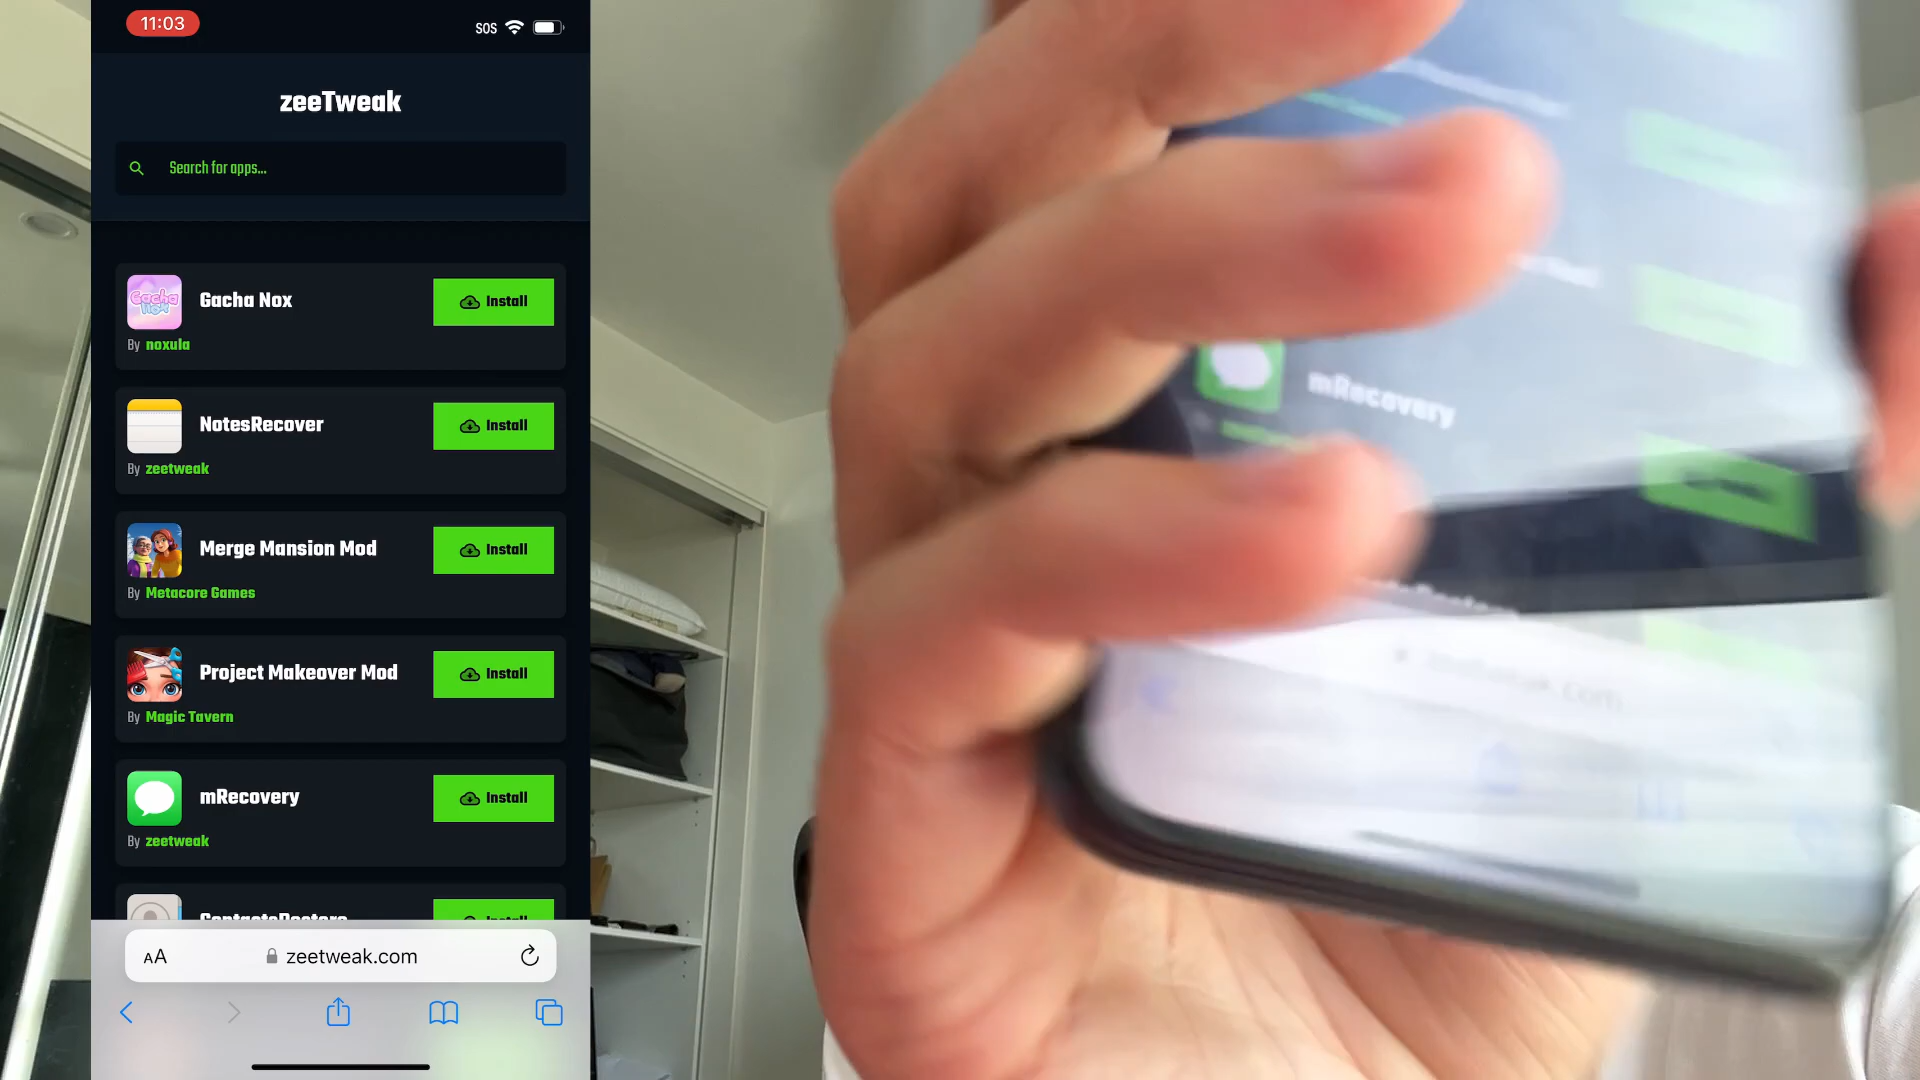 11:03
SOS
zeeTweak
Search for apps...
Gacha Nox
Gacha Nox
Install
By noxula
NotesRecover
Install
By zeetweak
Merge Mansion Mod
Install
By Metacore Games
Project Makeover Mod
Install
By Magic Tavern
mRecovery
Install
By zeetweak
AA
zeetweak.com
mRecovery